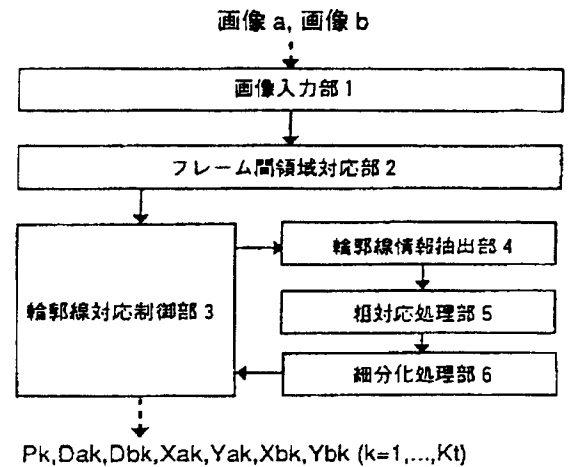 画像a, 画像b
画像入力部1
フレーム間領域対応部2
輪郭線対応制御部3
輪郭線情報抽出部4
粗対応処理部5
細分化処理部6
Pk,Dak,Dbk,Xak,Yak,Xbk,Ybk (k=1,...,Kt)